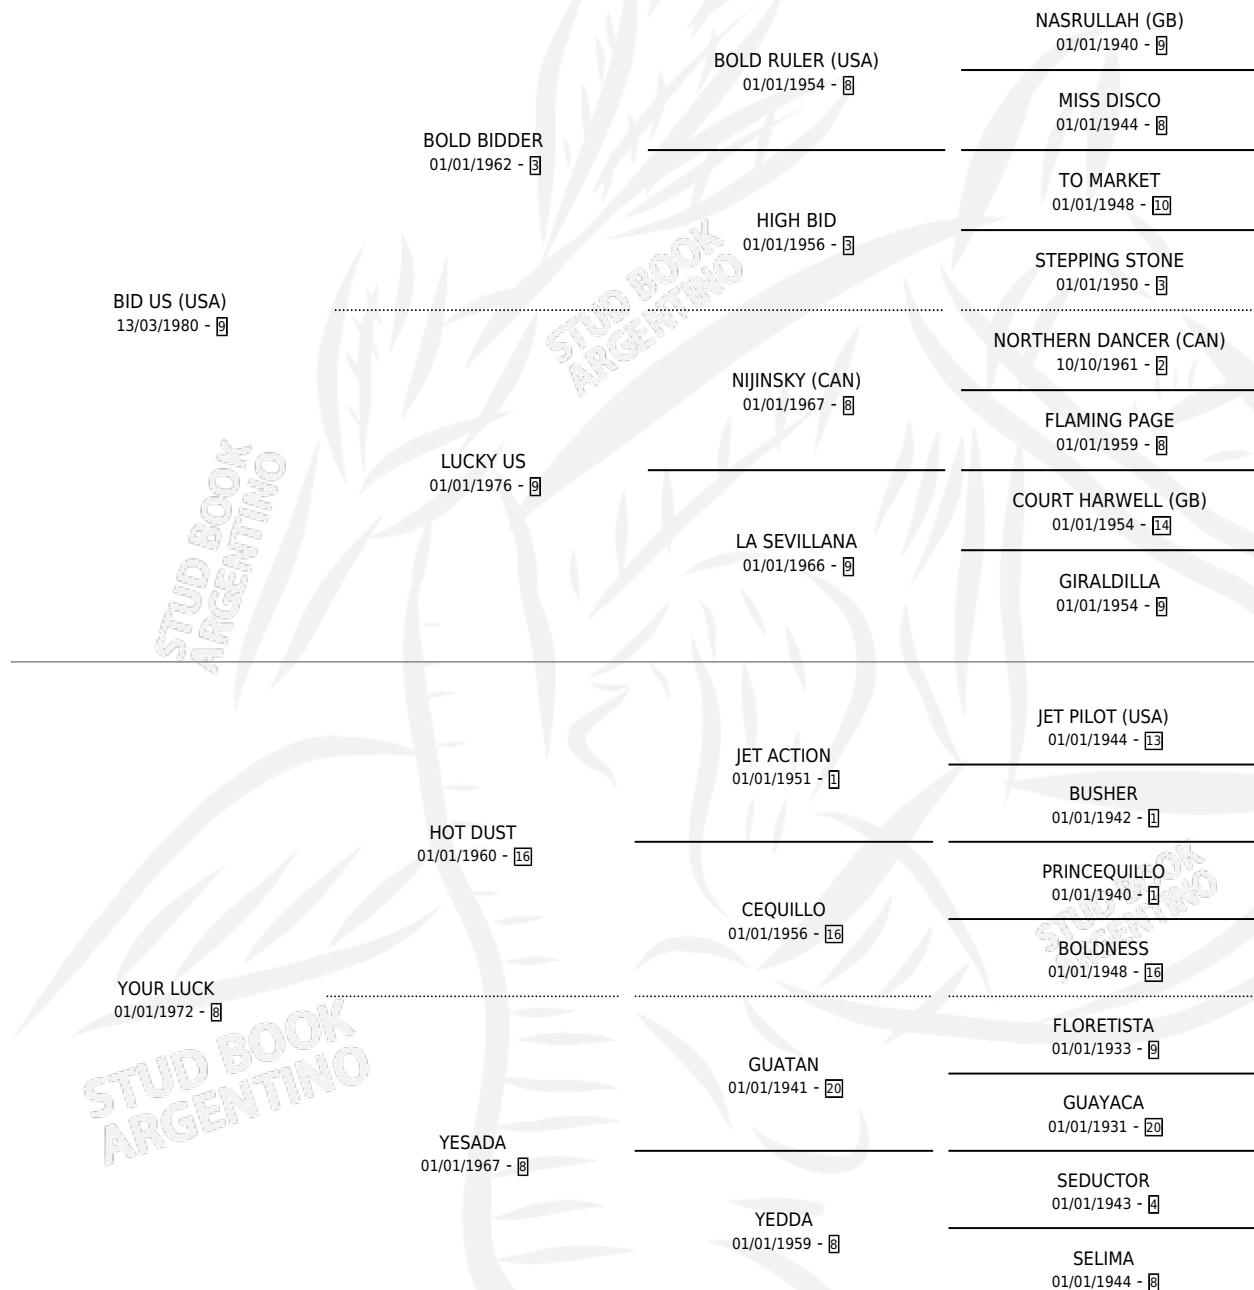 NASRULLAH (GB)
01/01/1940 - 9
BOLD RULER (USA)
01/01/1954 - 8
MISS DISCO
01/01/1944 - 8
BOLD BIDDER
01/01/1962 - 3
TO MARKET
01/01/1948 - 10
HIGH BID
01/01/1956 - 3
STEPPING STONE
01/01/1950 - 3
BID US (USA)
13/03/1980 - 9
STUD BOOK
ARGENTINO
NORTHERN DANCER (CAN)
10/10/1961 - 2
NIJINSKY (CAN)
01/01/1967 - 8
FLAMING PAGE
01/01/1959 - 8
LUCKY US
01/01/1976 - 9
COURT HARWELL (GB)
01/01/1954 - 14
LA SEVILLANA
01/01/1966 - 9
GIRALDILLA
01/01/1954 - 9
STUD BOOK
ARGENTINO
JET PILOT (USA)
01/01/1944 - 13
JET ACTION
01/01/1951 - 1
BUSHER
01/01/1942 - 1
HOT DUST
01/01/1960 - 16
PRINCEQUILLO
01/01/1940 - 1
CEQUILLO
01/01/1956 - 16
BOLDNESS
01/01/1948 - 16
STUD BOOK
ARGENTINO
YOUR LUCK
01/01/1972 - 8
STUD BOOK
ARGENTINO
FLORETISTA
01/01/1933 - 9
GUATAN
01/01/1941 - 20
GUAYACA
01/01/1931 - 20
YESADA
01/01/1967 - 8
SEDUCTOR
01/01/1943 - 4
YEDDA
01/01/1959 - 8
SELIMA
01/01/1944 - 8